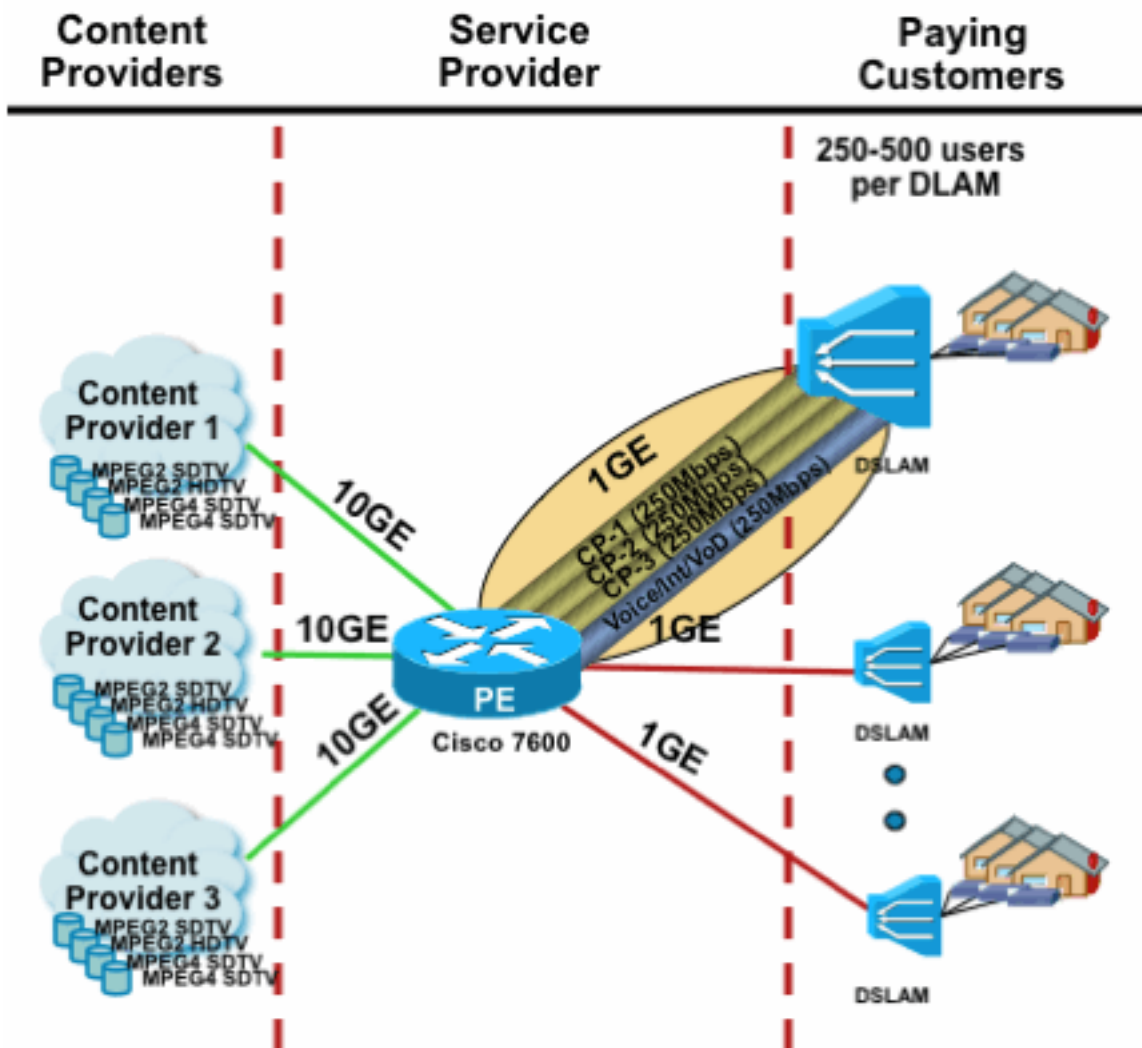 Content
Providers
Service
Provider
Paying
Customers
250-500 users
per DLAM
Content
Provider 1
MPEG2 SDTV
MPEG2 HDTV
MPEG4 SDTV
MPEG4 SDTV
10GE
1GE
CP-1 (250Mbps)
CP-2 (250Mbps)
CP-3 (250Mbps)
Voice/Int/VoD (250Mbps)
DSLAM
Content
Provider 2
MPEG2 SDTV
MPEG2 HDTV
MPEG4 SDTV
MPEG4 SDTV
10GE
PE
Cisco 7600
1GE
DSLAM
Content
Provider 3
MPEG2 SDTV
MPEG2 HDTV
MPEG4 SDTV
MPEG4 SDTV
10GE
1GE
DSLAM